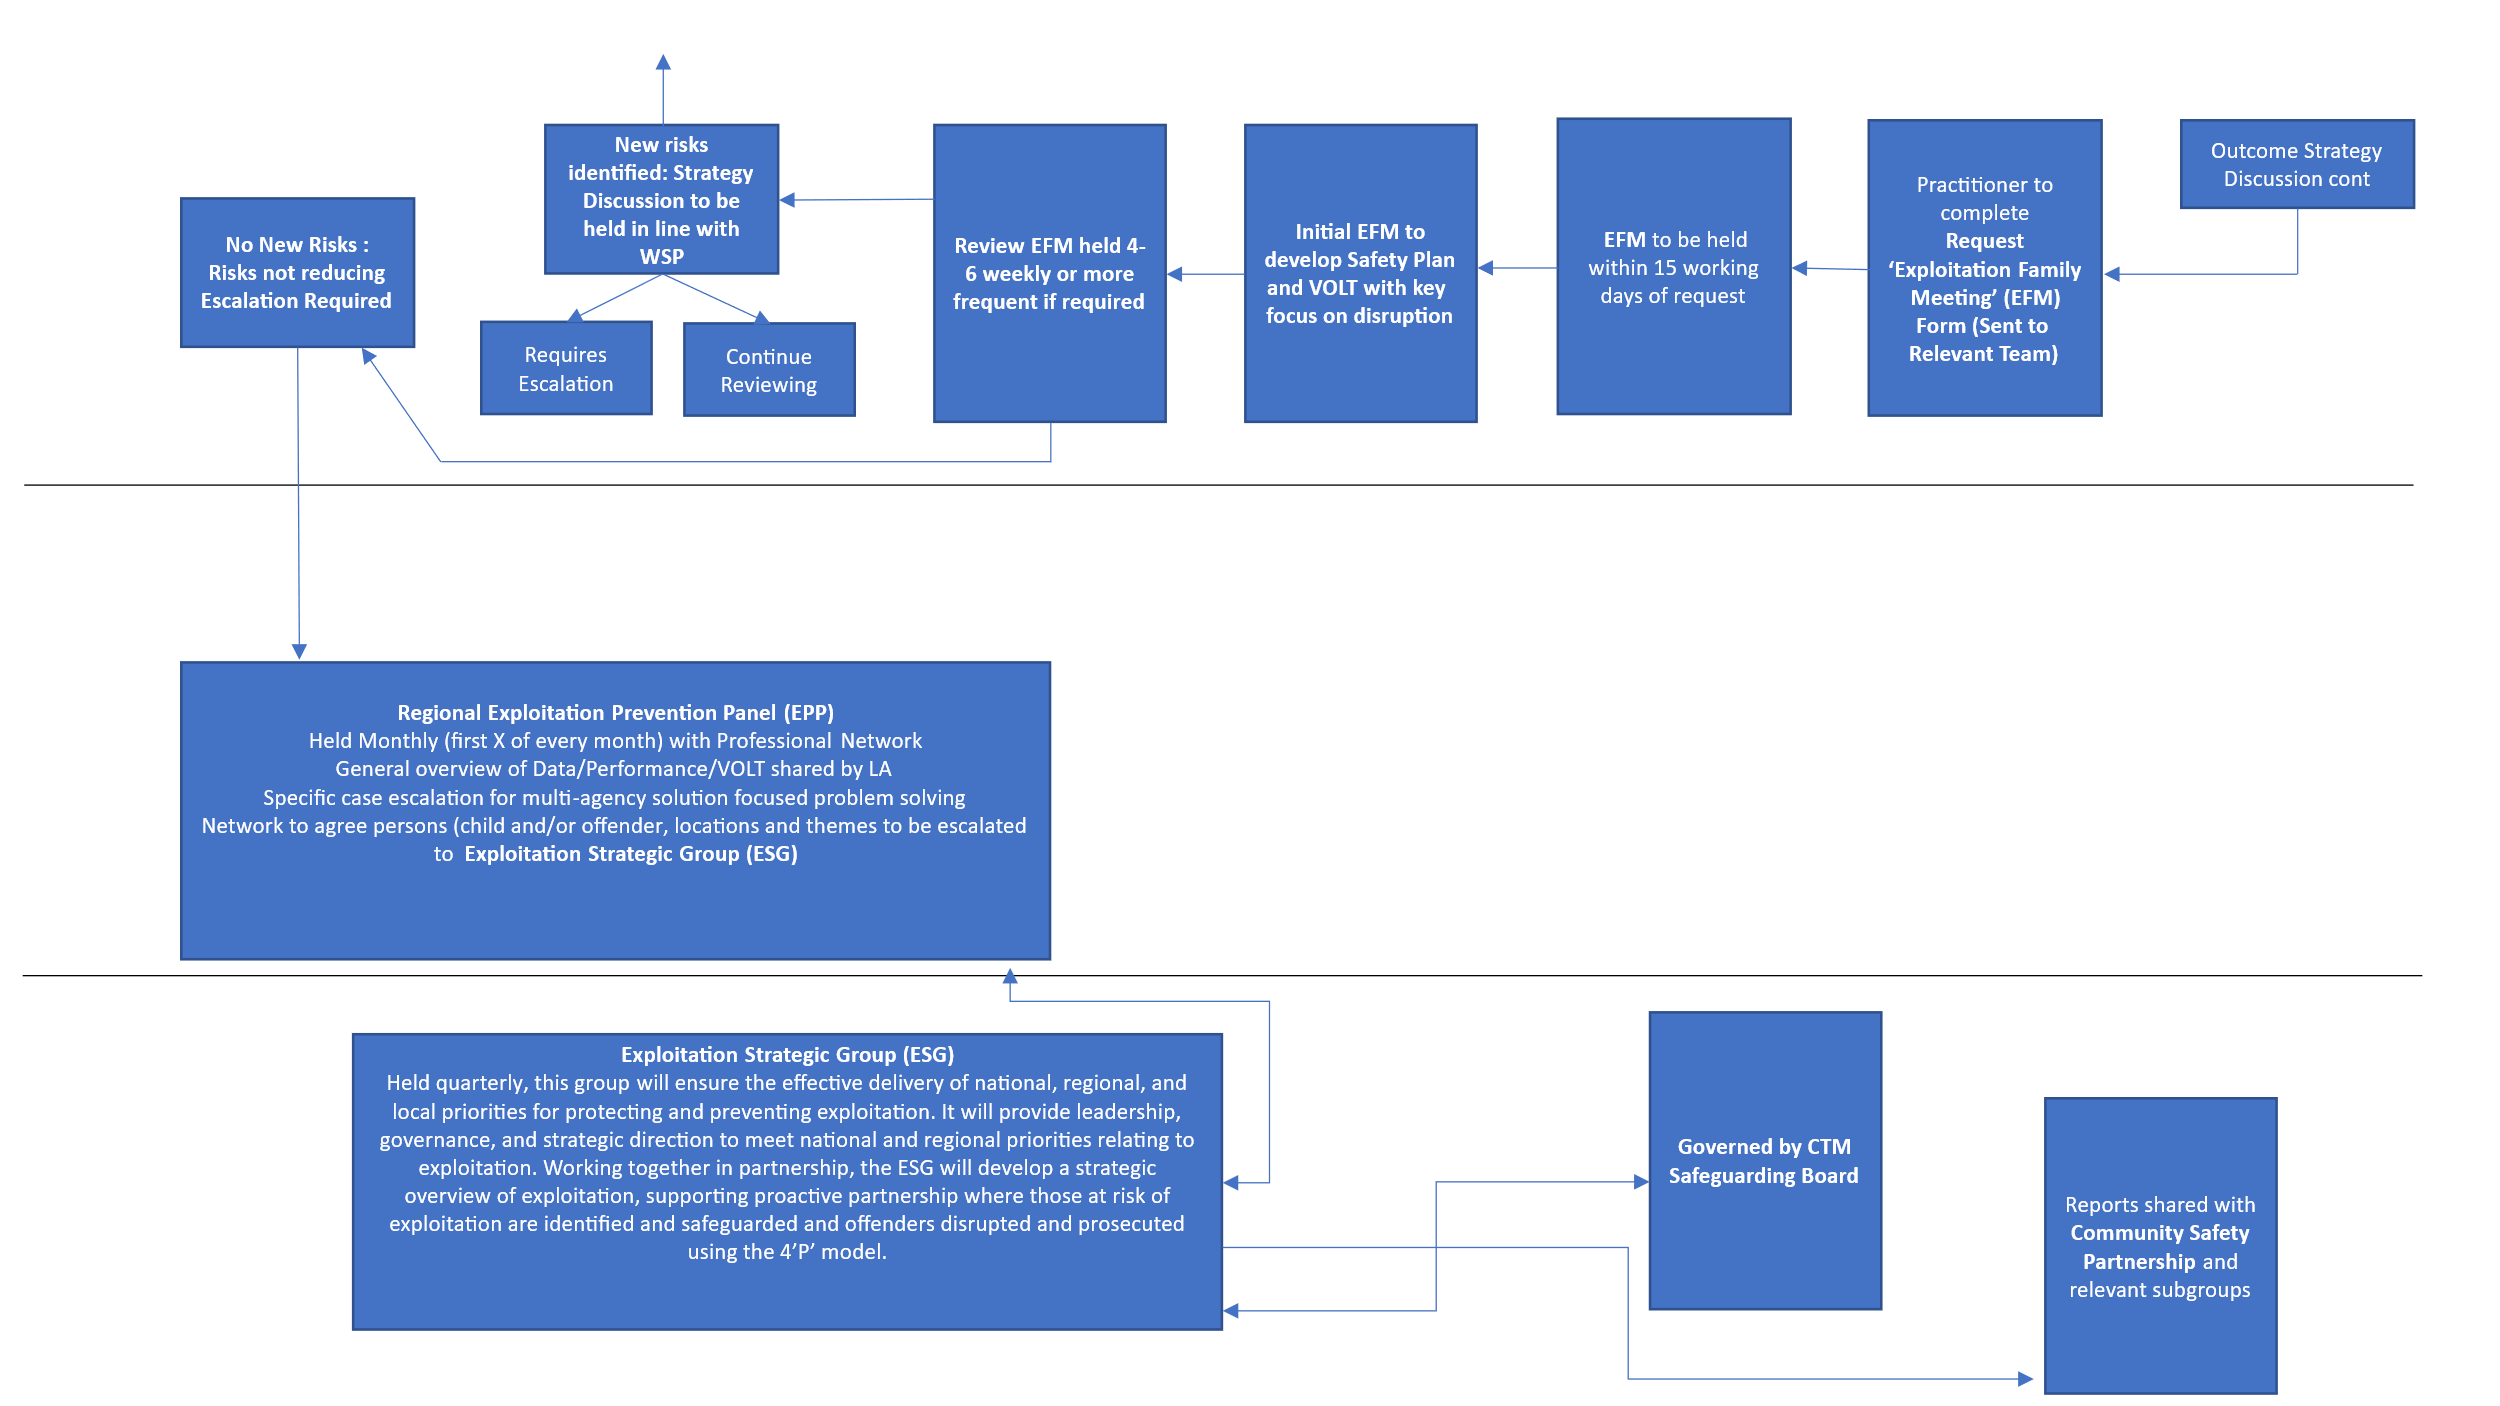 New risks
identified: Strategy
Discussion to be
held in line with
WSP
No New Risks :
Risks not reducing
Escalation Required
Requires
Escalation
Continue
Reviewing
Review EFM held 4-
6 weekly or more
frequent if required
Initial EFM to
develop Safety Plan
and VOLT with key
focus on disruption
EFM to be held
within 15 working
days of request
Practitioner to
complete
Request
‘Exploitation Family
Meeting’ (EFM)
Form (Sent to
Relevant Team)
Outcome Strategy
Discussion cont
Regional Exploitation Prevention Panel (EPP)
Held Monthly (first X of every month) with Professional Network
General overview of Data/Performance/VOLT shared by LA
Specific case escalation for multi-agency solution focused problem solving
Network to agree persons (child and/or offender, locations and themes to be escalated
to Exploitation Strategic Group (ESG)
Exploitation Strategic Group (ESG)
Held quarterly, this group will ensure the effective delivery of national, regional, and
local priorities for protecting and preventing exploitation. It will provide leadership,
governance, and strategic direction to meet national and regional priorities relating to
exploitation. Working together in partnership, the ESG will develop a strategic
overview of exploitation, supporting proactive partnership where those at risk of
exploitation are identified and safeguarded and offenders disrupted and prosecuted
using the 4’P’ model.
Governed by CTM
Safeguarding Board
Reports shared with
Community Safety
Partnership and
relevant subgroups